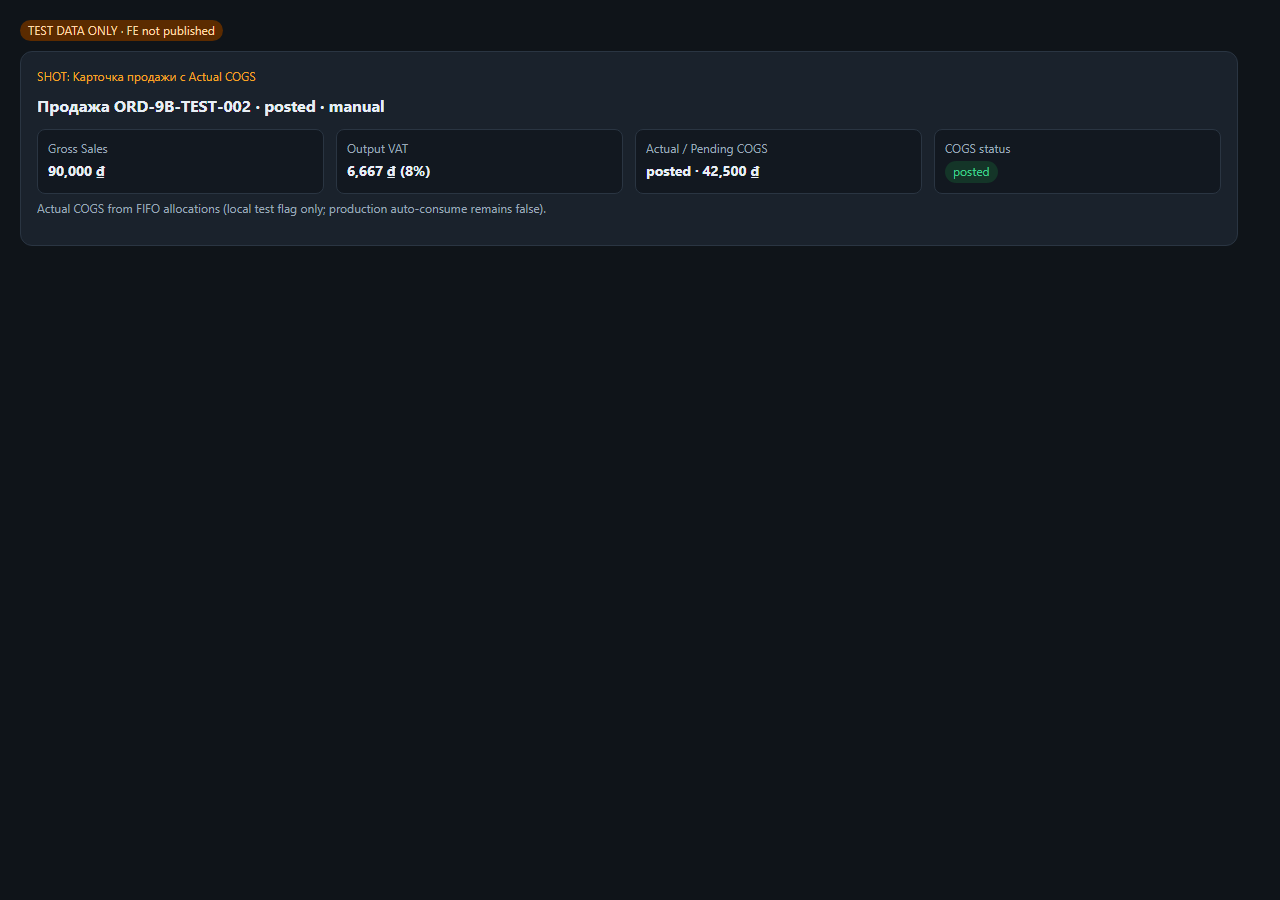 TEST DATA ONLY · FE not published
SHOT: Карточка продажи с Actual COGS
Продажа ORD-9B-TEST-002 · posted · manual
Gross Sales
90,000 ₫
Output VAT
6,667 ₫ (8%)
Actual / Pending COGS
posted · 42,500 ₫
COGS status
posted
Actual COGS from FIFO allocations (local test flag only; production auto-consume remains false).